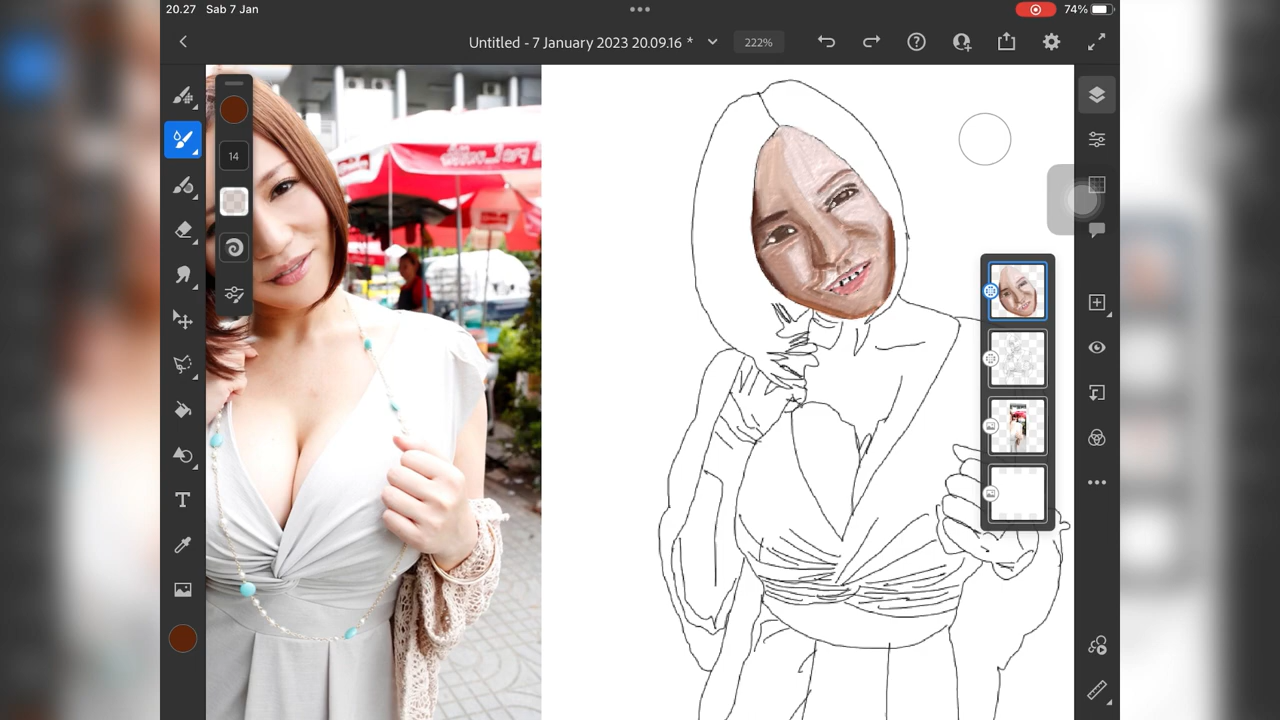 20.27 Sab 7 Jan
74%
Untitled - 7 January 2023 20.09.16 *
222%
14
T